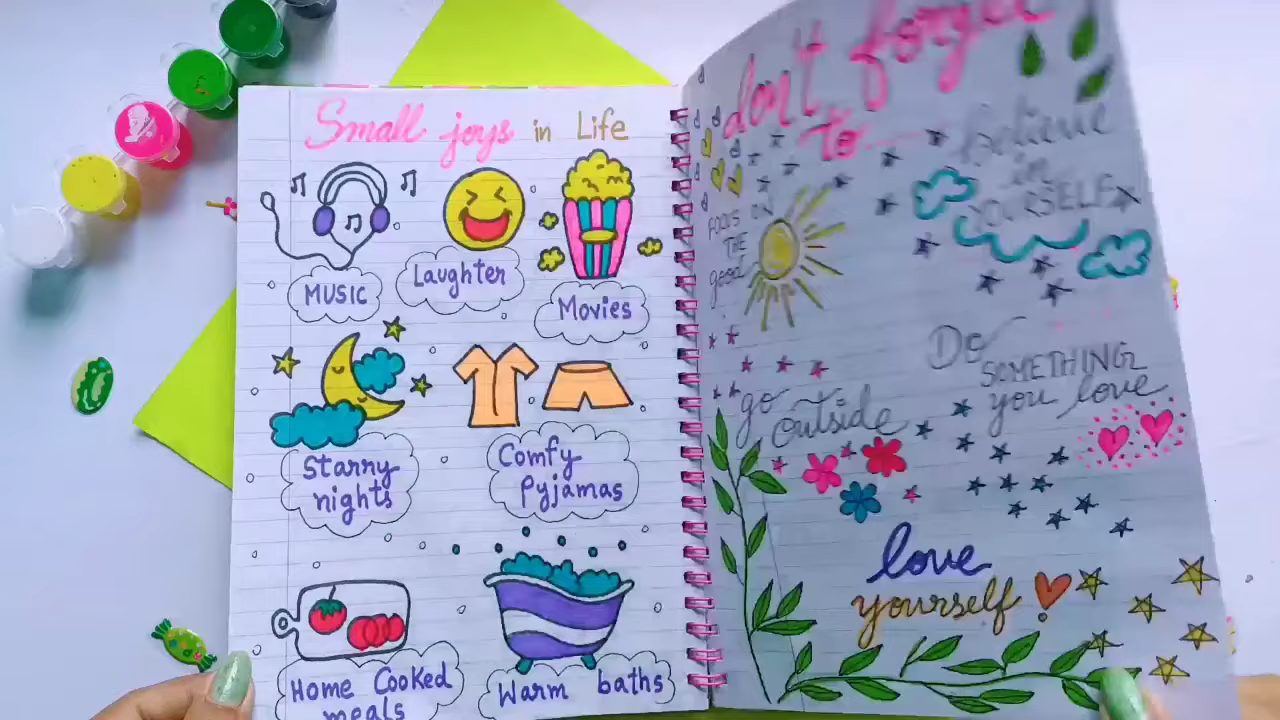 Small joys in Life
MUSIC
Laughter
Movies
Starry
nights
Comfy
Pyjamas
Home Cooked
meals
Warm baths
don't forget
to......
Believe
in
YOURSELF
FOCUS ON
THE
good
Do
SOMETHING
you love
go
outside
love
yourself